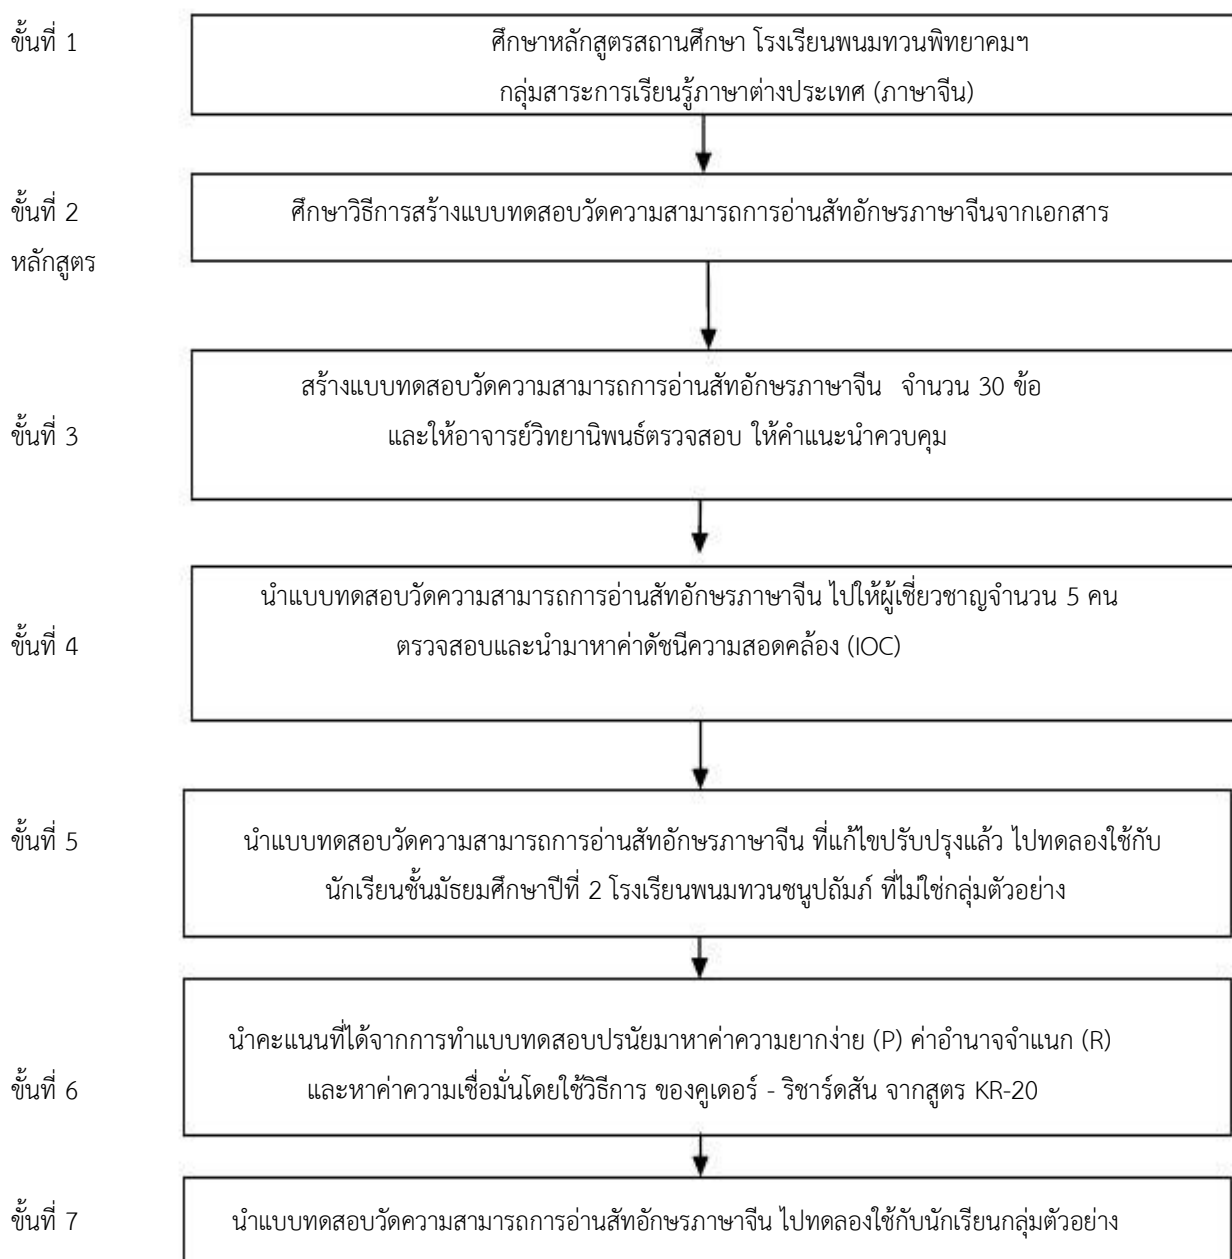 ขั้นที่ 1
ศึกษาหลักสูตรสถานศึกษา โรงเรียนพนมทวนพิทยาคมฯ
กลุ่มสาระการเรียนรู้ภาษาต่างประเทศ (ภาษาจีน)
ขั้นที่ 2
หลักสูตร
ศึกษาวิธีการสร้างแบบทดสอบวัดความสามารถการอ่านสัทอักษรภาษาจีนจากเอกสาร
สร้างแบบทดสอบวัดความสามารถการอ่านสัทอักษรภาษาจีน จำนวน 30 ข้อ
ขั้นที่ 3
และให้อาจารย์วิทยานิพนธ์ตรวจสอบ ให้คำแนะนำควบคุม
นำแบบทดสอบวัดความสามารถการอ่านสัทอักษรภาษาจีน ไปให้ผู้เชี่ยวชาญจำนวน 5 คน
ขั้นที่ 4
ตรวจสอบและนำมาหาค่าดัชนีความสอดคล้อง (IOC)
ขั้นที่ 5
นำแบบทดสอบวัดความสามารถการอ่านสัทอักษรภาษาจีน ที่แก้ไขปรับปรุงแล้ว ไปทดลองใช้กับ
นักเรียนชั้นมัธยมศึกษาปีที่ 2 โรงเรียนพนมทวนชนูปถัมภ์ ที่ไม่ใช่กลุ่มตัวอย่าง
นำคะแนนที่ได้จากการทำแบบทดสอบปรนัยมาหาค่าความยากง่าย (P) ค่าอำนาจจำแนก (R)
ขั้นที่ 6
และหาค่าความเชื่อมั่นโดยใช้วิธีการ ของคูเดอร์ - ริชาร์ดสัน จากสูตร KR-20
ขั้นที่ 7
นำแบบทดสอบวัดความสามารถการอ่านสัทอักษรภาษาจีน ไปทดลองใช้กับนักเรียนกลุ่มตัวอย่าง